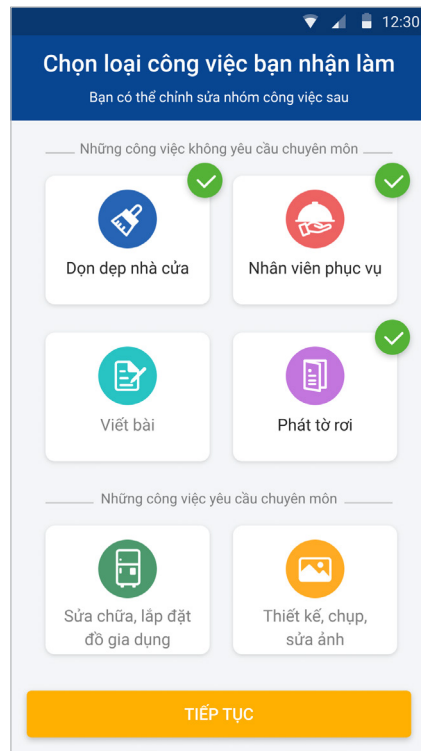 12:30
Chọn loại công việc bạn nhận làm
Bạn có thể chỉnh sửa nhóm công việc sau
Những công việc không yêu cầu chuyên môn
Dọn dẹp nhà cửa
Nhân viên phục vụ
Viết bài
Phát tờ rơi
Những công việc yêu cầu chuyên môn
Sửa chữa, lắp đặt
đồ gia dụng
Thiết kế, chụp,
sửa ảnh
TIẾP TỤC